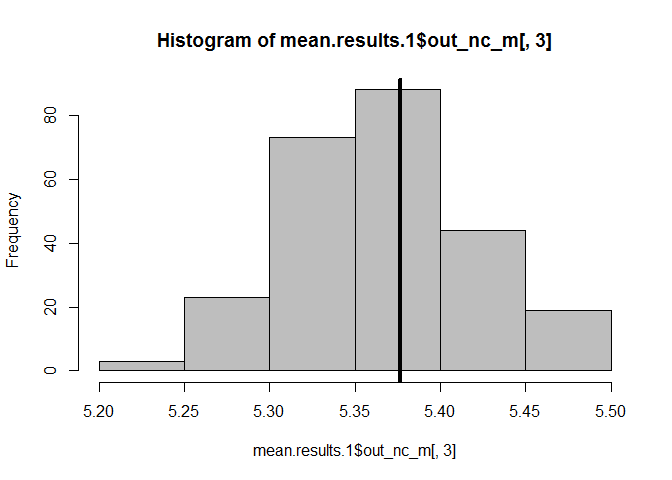 Histogram of mean.results.1$out_nc_m[, 3]
Frequency
80
60
40
20
0
5.20 5.25 5.30 5.35 5.40 5.45 5.50
mean.results.1$out_nc_m[, 3]